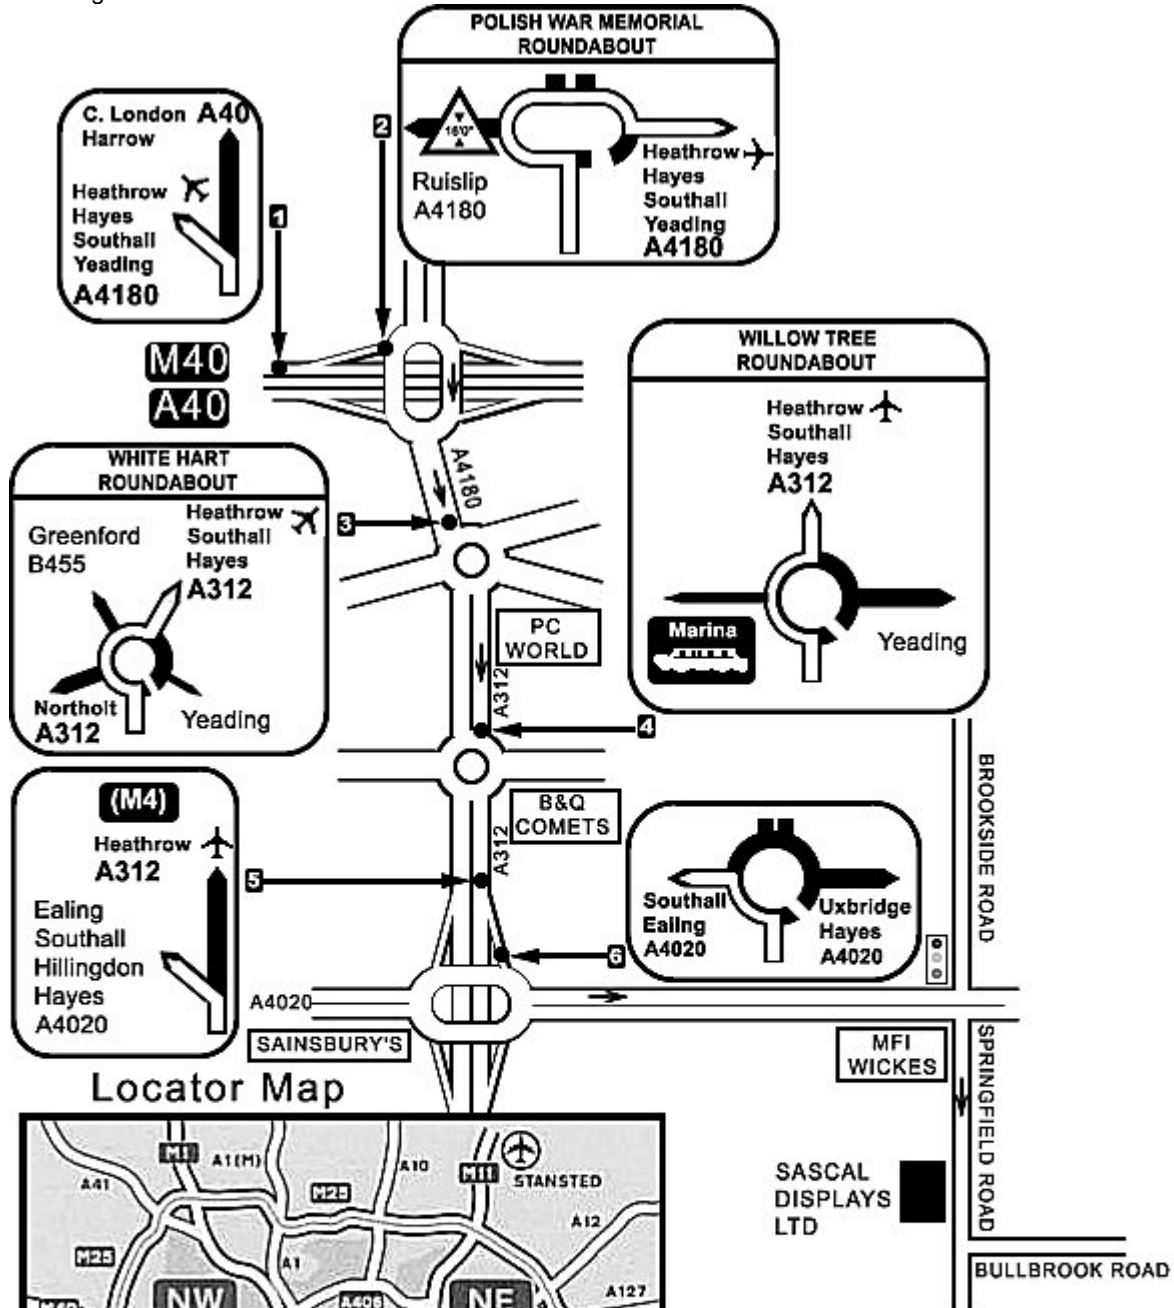 POLISH WAR MEMORIAL
ROUNDABOUT
16'0"
Ruislip
A4180
Heathrow
Hayes
Southall
Yeading
A4180
C. London A40
Harrow
Heathrow
Hayes
Southall
Yeading
A4180
1
2
M40
A40
WILLOW TREE
ROUNDABOUT
Heathrow
Southall
Hayes
A312
Marina
Yeading
WHITE HART
ROUNDABOUT
Greenford
B455
Heathrow
Southall
Hayes
A312
Northolt
A312
Yeading
3
A4180
PC
WORLD
A312
4
(M4)
Heathrow
A312
Ealing
Southall
Hillingdon
Hayes
A4020
5
B&Q
COMETS
A312
Southall
Ealing
A4020
Uxbridge
Hayes
A4020
6
BROOKSIDE ROAD
A4020
SAINSBURY'S
MFI
WICKES
SPRINGFIELD ROAD
SASCAL
DISPLAYS
LTD
BULLBROOK ROAD
Locator Map
M1
A1(M)
A10
M11
STANSTED
A41
M25
A12
M25
A1
NW
A406
NE
A127